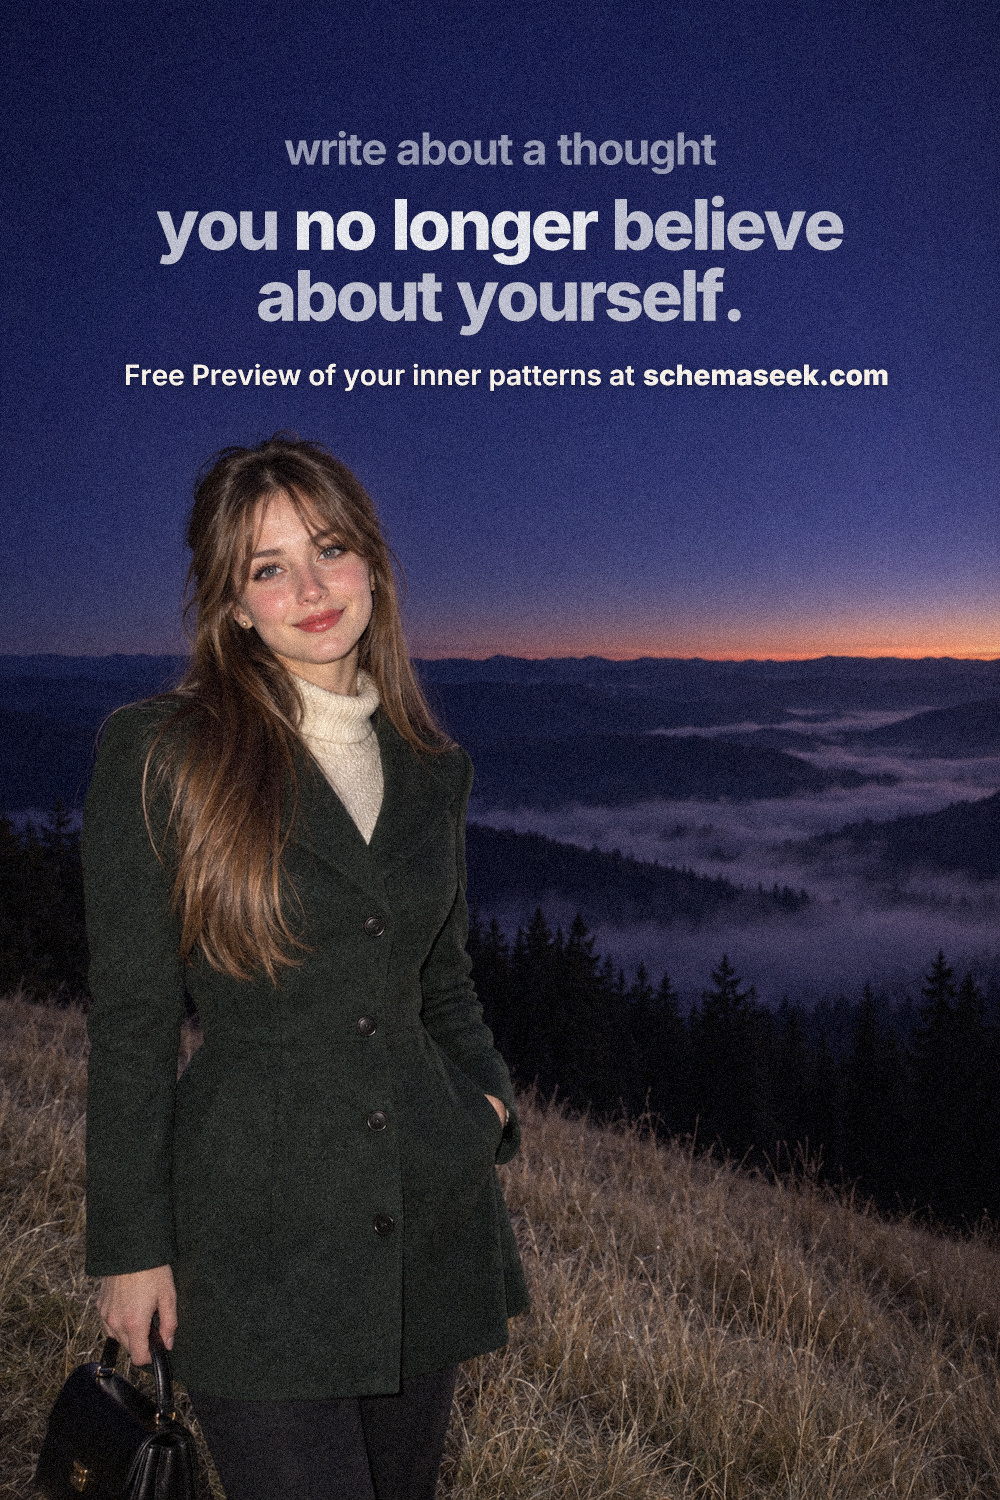 write about a thought
you no longer believe
about yourself.
Free Preview of your inner patterns at schemaseek.com